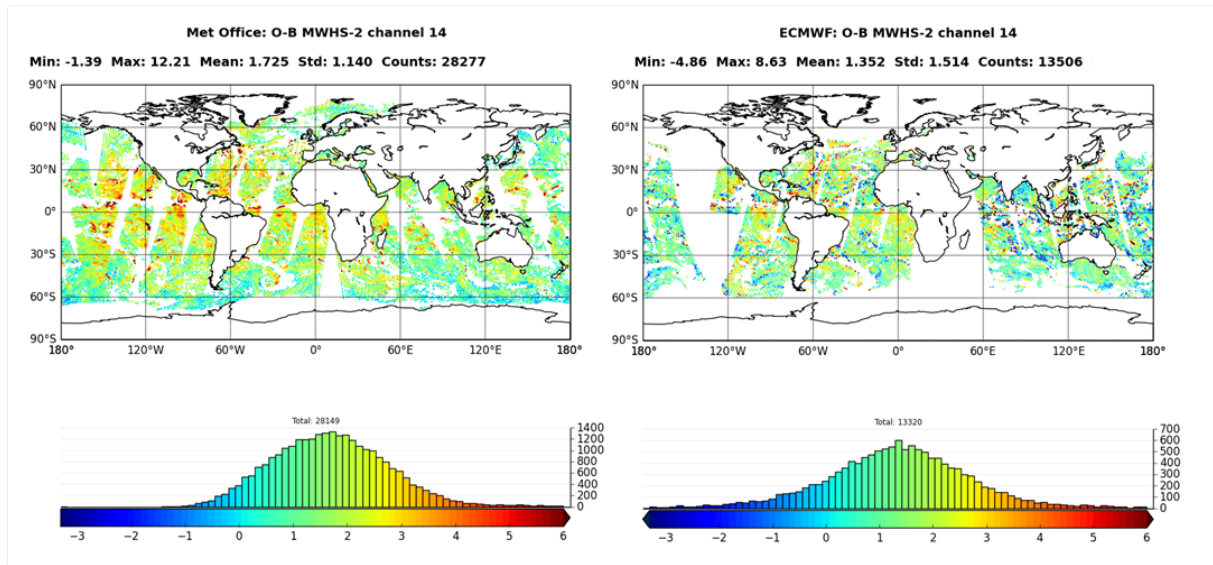 Met Office: O-B MWHS-2 channel 14
Min: -1.39 Max: 12.21 Mean: 1.725 Std: 1.140 Counts: 28277
90°N
60°N
30°N
0°
30°S
60°S
90°S
180° 120°W 60°W 0° 60°E 120°E 180°
Total: 28149
1400
1200
1000
800
600
400
200
0
−3 −2 −1 0 1 2 3 4 5 6
ECMWF: O-B MWHS-2 channel 14
Min: -4.86 Max: 8.63 Mean: 1.352 Std: 1.514 Counts: 13506
90°N
60°N
30°N
0°
30°S
60°S
90°S
180° 120°W 60°W 0° 60°E 120°E 180°
Total: 13320
700
600
500
400
300
200
100
0
−3 −2 −1 0 1 2 3 4 5 6